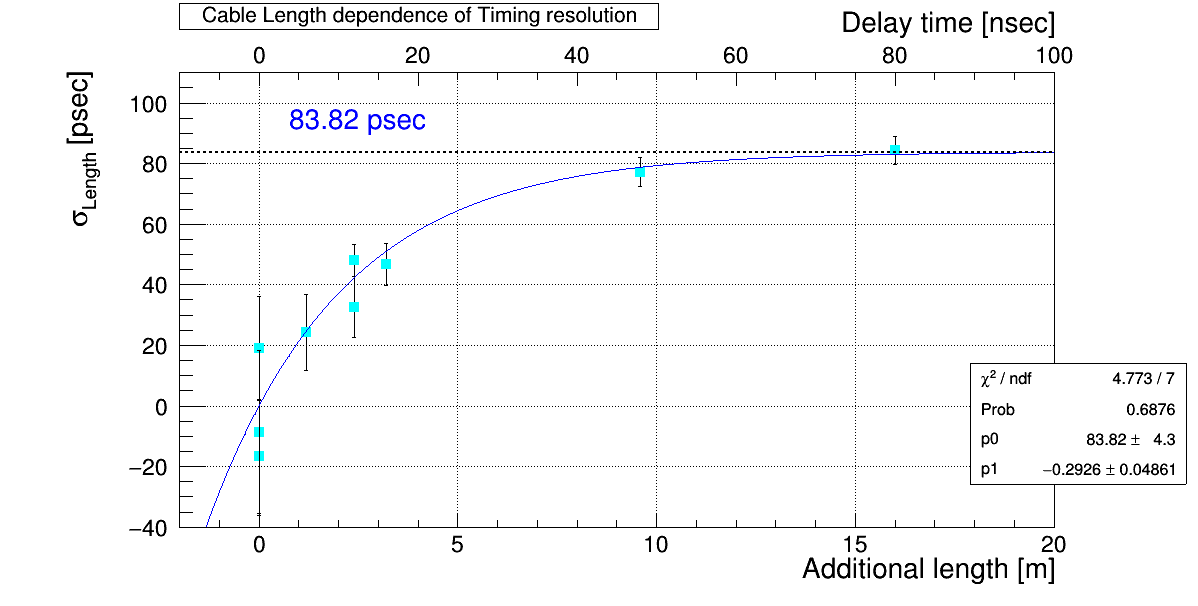 Cable Length dependence of Timing resolution
Delay time [nsec]
0 20 40 60 80 100
σLength [psec]
83.82 psec
100
80
60
40
20
0
−20
−40
χ² / ndf 4.773 / 7
Prob 0.6876
p0 83.82 ± 4.3
p1 −0.2926 ± 0.04861
0 5 10 15 20
Additional length [m]